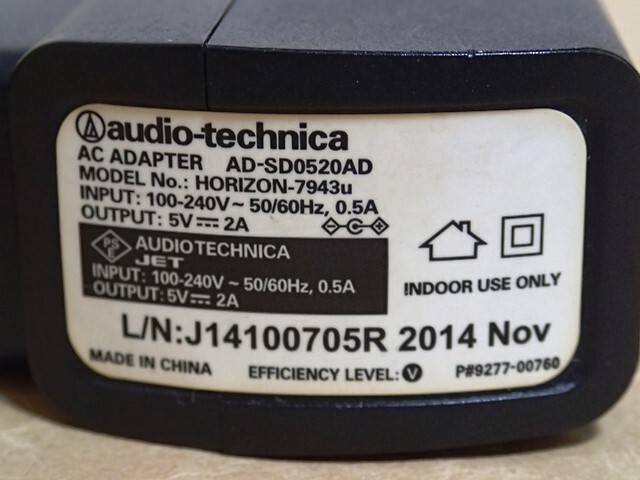 audio-technica
AC ADAPTER AD-SD0520AD
MODEL No.: HORIZON-7943u
INPUT: 100-240V ~ 50/60Hz, 0.5A
OUTPUT: 5V ⎓ 2A
PS
E
AUDIOTECHNICA
JET
INPUT: 100-240V ~ 50/60Hz, 0.5A
OUTPUT: 5V ⎓ 2A
INDOOR USE ONLY
L/N:J14100705R 2014 Nov
MADE IN CHINA EFFICIENCY LEVEL: V P#9277-00760